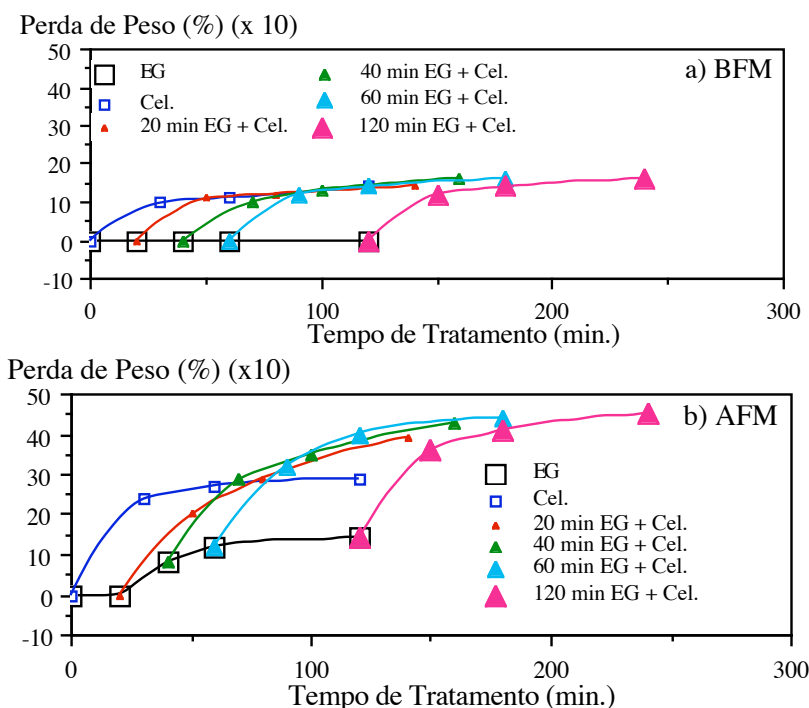 Perda de Peso (%) (x 10)
50
40
30
20
10
0
-10
EG
Cel.
20 min EG + Cel.
40 min EG + Cel.
60 min EG + Cel.
120 min EG + Cel.
a) BFM
0 100 200 300
Tempo de Tratamento (min.)
Perda de Peso (%) (x10)
50
40
30
20
10
0
-10
b) AFM
EG
Cel.
20 min EG + Cel.
40 min EG + Cel.
60 min EG + Cel.
120 min EG + Cel.
0 100 200 300
Tempo de Tratamento (min.)